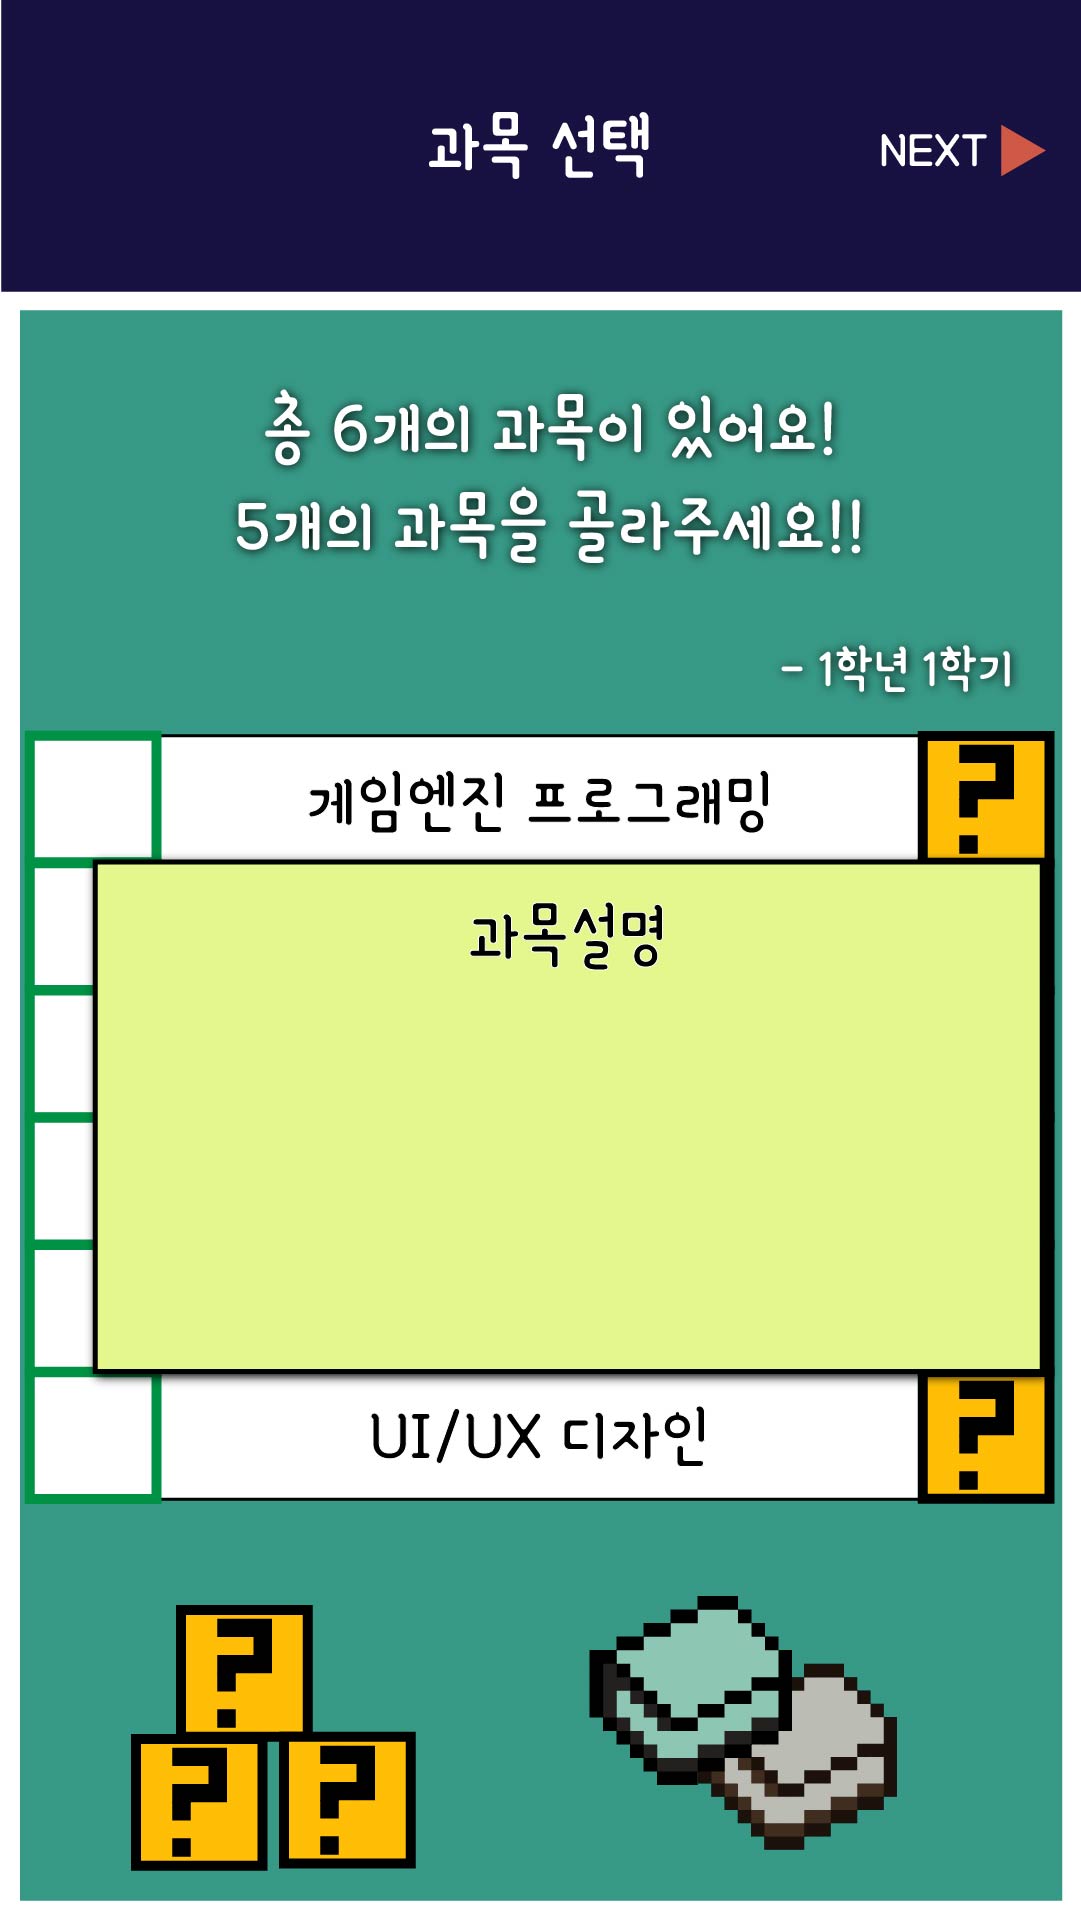 과목 선택
NEXT
총 6개의 과목이 있어요!
5개의 과목을 골라주세요!!
- 1학년 1학기
게임엔진 프로그래밍
?
과목설명
UI/UX 디자인
?
?
? ?